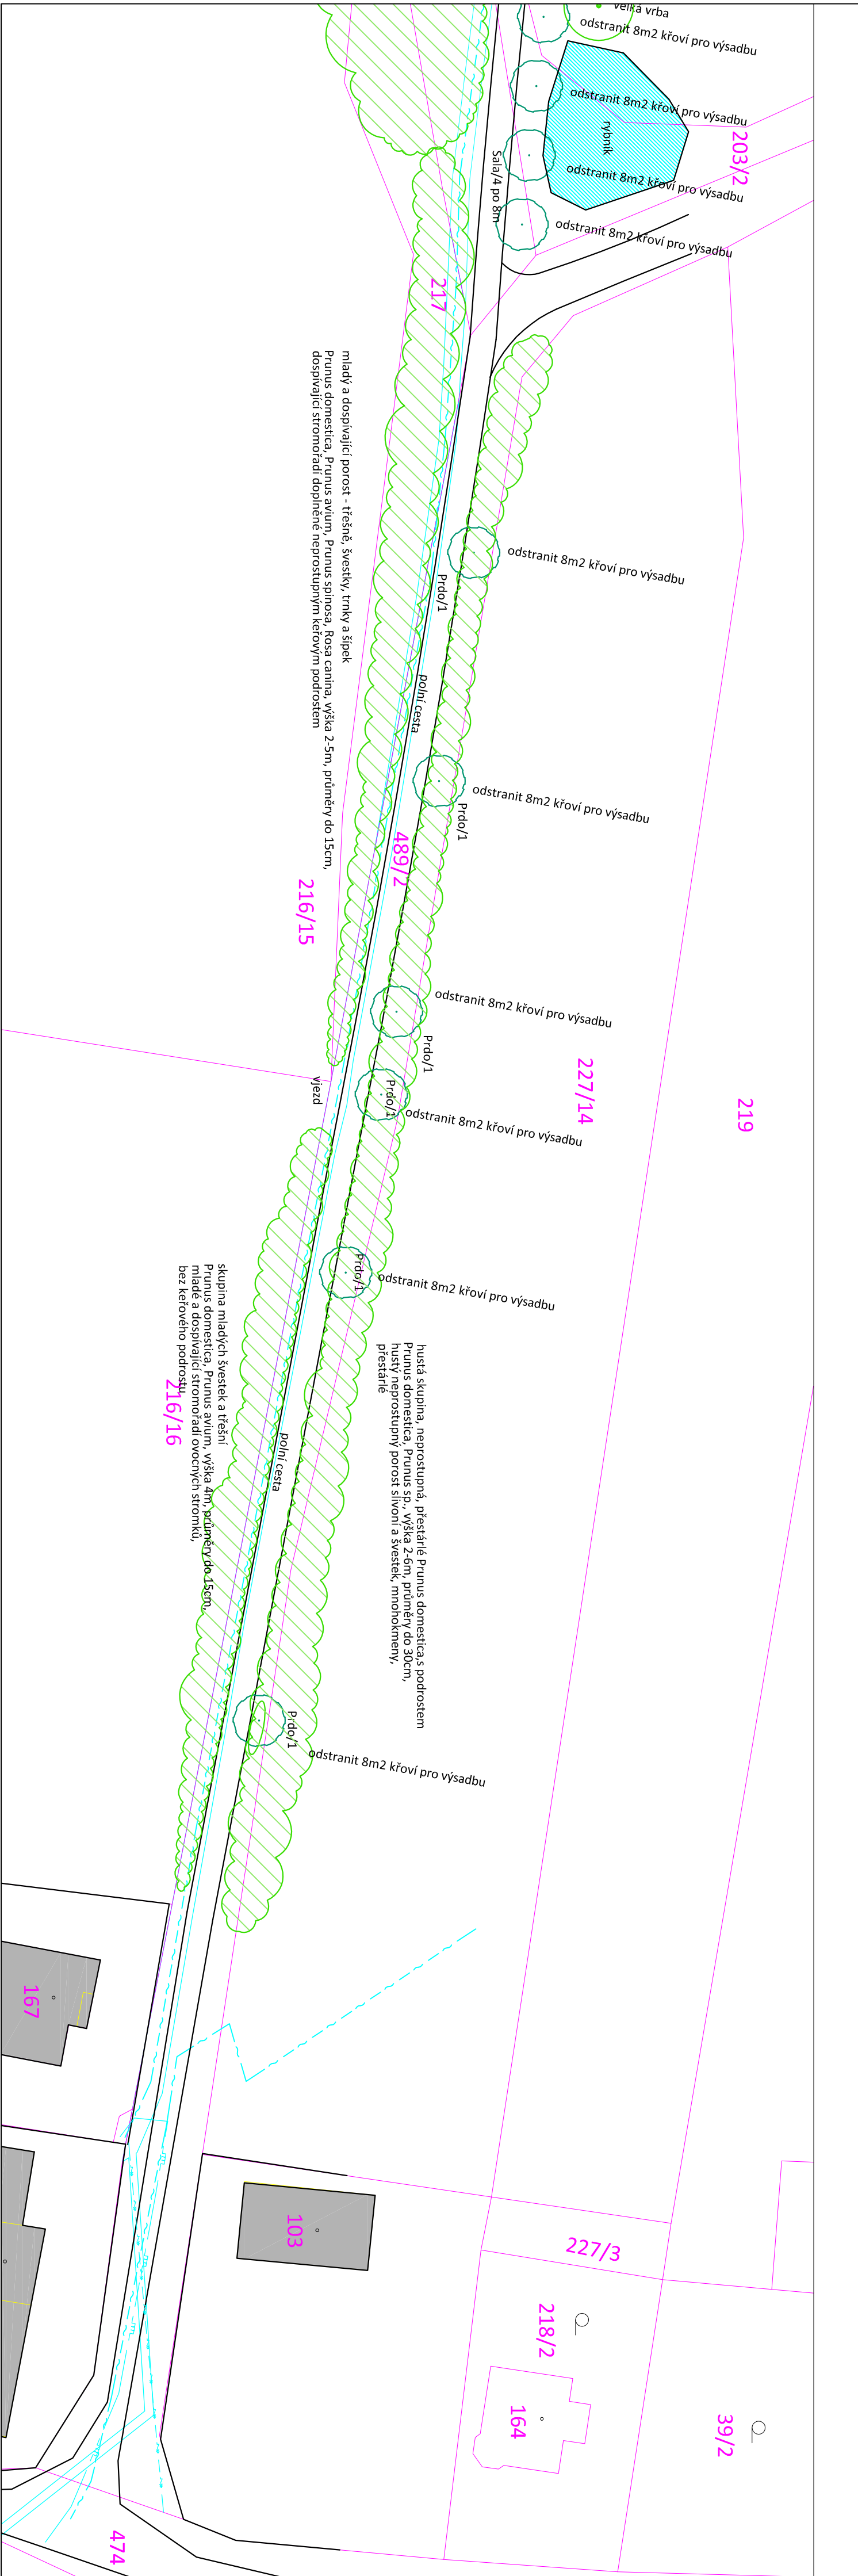 velká vrba
odstranit 8m2 křoví pro výsadbu
odstranit 8m2 křoví pro výsadbu
rybník
203/2
Sala/4 po 8m
odstranit 8m2 křoví pro výsadbu
odstranit 8m2 křoví pro výsadbu
217
mladý a dospívající porost - třešně, švestky, trnky a šípek
Prunus domestica, Prunus avium, Prunus spinosa, Rosa canina, výška 2-5m, průměry do 15cm,
dospívající stromořadí doplněné neprostupným keřovým podrostem
odstranit 8m2 křoví pro výsadbu
Prdo/1
polní cesta
odstranit 8m2 křoví pro výsadbu
Prdo/1
489/2
216/15
odstranit 8m2 křoví pro výsadbu
Prdo/1
227/14
219
vjezd
Prdo/1
odstranit 8m2 křoví pro výsadbu
Prdo/1
odstranit 8m2 křoví pro výsadbu
skupina mladých švestek a třešní
Prunus domestica, Prunus avium, výška 4m, průměry do 15cm,
mladé a dospívající stromořadí ovocných stromků,
bez keřového podrostu
216/16
hustá skupina, neprostupná, přestárlé Prunus domestica,s podrostem
Prunus domestica, Prunus sp., výška 2-6m, průměry do 30cm,
hustý neprostupný porost slivoní a švestek, mnohokmeny,
přestárlé
polní cesta
Prdo/1
odstranit 8m2 křoví pro výsadbu
167
103
227/3
218/2
164
39/2
474